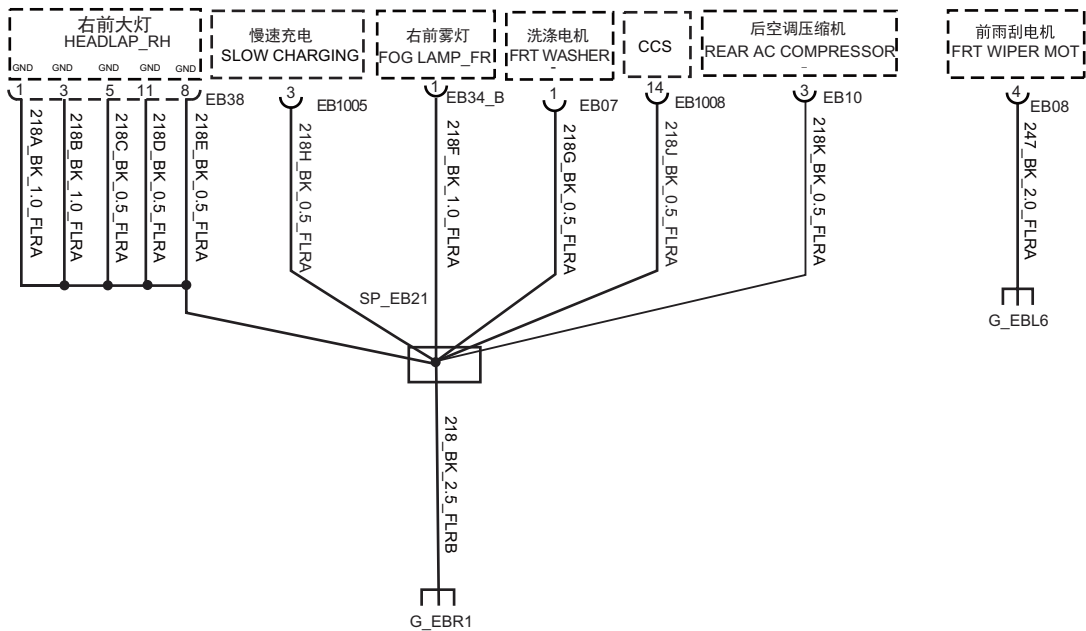 右前大灯
HEADLAP_RH
GND GND GND GND GND
1 3 5 11 8 EB38
慢速充电
SLOW CHARGING
3 EB1005
右前雾灯
FOG LAMP_FR
1 EB34_B
洗涤电机
FRT WASHER
-
1 EB07
CCS
14 EB1008
后空调压缩机
REAR AC COMPRESSOR
-
3 EB10
前雨刮电机
FRT WIPER MOT
4 EB08
218A_BK_1.0_FLRA
218B_BK_1.0_FLRA
218C_BK_0.5_FLRA
218D_BK_0.5_FLRA
218E_BK_0.5_FLRA
218H_BK_0.5_FLRA
218F_BK_1.0_FLRA
218G_BK_0.5_FLRA
218J_BK_0.5_FLRA
218K_BK_0.5_FLRA
247_BK_2.0_FLRA
SP_EB21
G_EBL6
218_BK_2.5_FLRB
G_EBR1